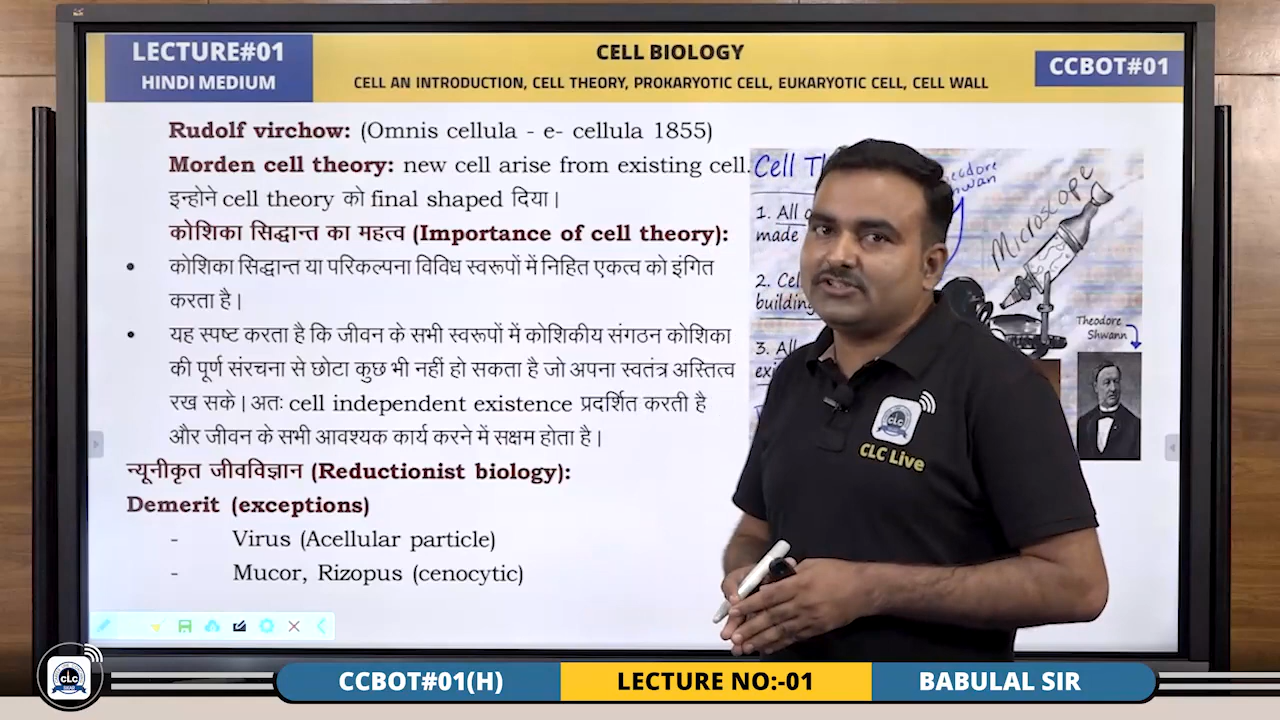 LECTURE#01
HINDI MEDIUM
CELL BIOLOGY
CELL AN INTRODUCTION, CELL THEORY, PROKARYOTIC CELL, EUKARYOTIC CELL, CELL WALL
CCBOT#01
Rudolf virchow: (Omnis cellula - e- cellula 1855)
Morden cell theory: new cell arise from existing cell.
इन्होने cell theory को final shaped दिया।
कोशिका सिद्धान्त का महत्व (Importance of cell theory):
• कोशिका सिद्धान्त या परिकल्पना विविध स्वरूपों में निहित एकत्व को इंगित
करता है।
• यह स्पष्ट करता है कि जीवन के सभी स्वरूपों में कोशिकीय संगठन कोशिका
की पूर्ण संरचना से छोटा कुछ भी नहीं हो सकता है जो अपना स्वतंत्र अस्तित्व
रख सके। अतः cell independent existence प्रदर्शित करती है
और जीवन के सभी आवश्यक कार्य करने में सक्षम होता है।
न्यूनीकृत जीवविज्ञान (Reductionist biology):
Demerit (exceptions)
- Virus (Acellular particle)
- Mucor, Rizopus (cenocytic)
Cell
1. All
made
2.
building
3. All
Microscope
Theodore
Shwann
CLC
CLC Live
CLC
SIKAR
CCBOT#01(H)
LECTURE NO:-01
BABULAL SIR